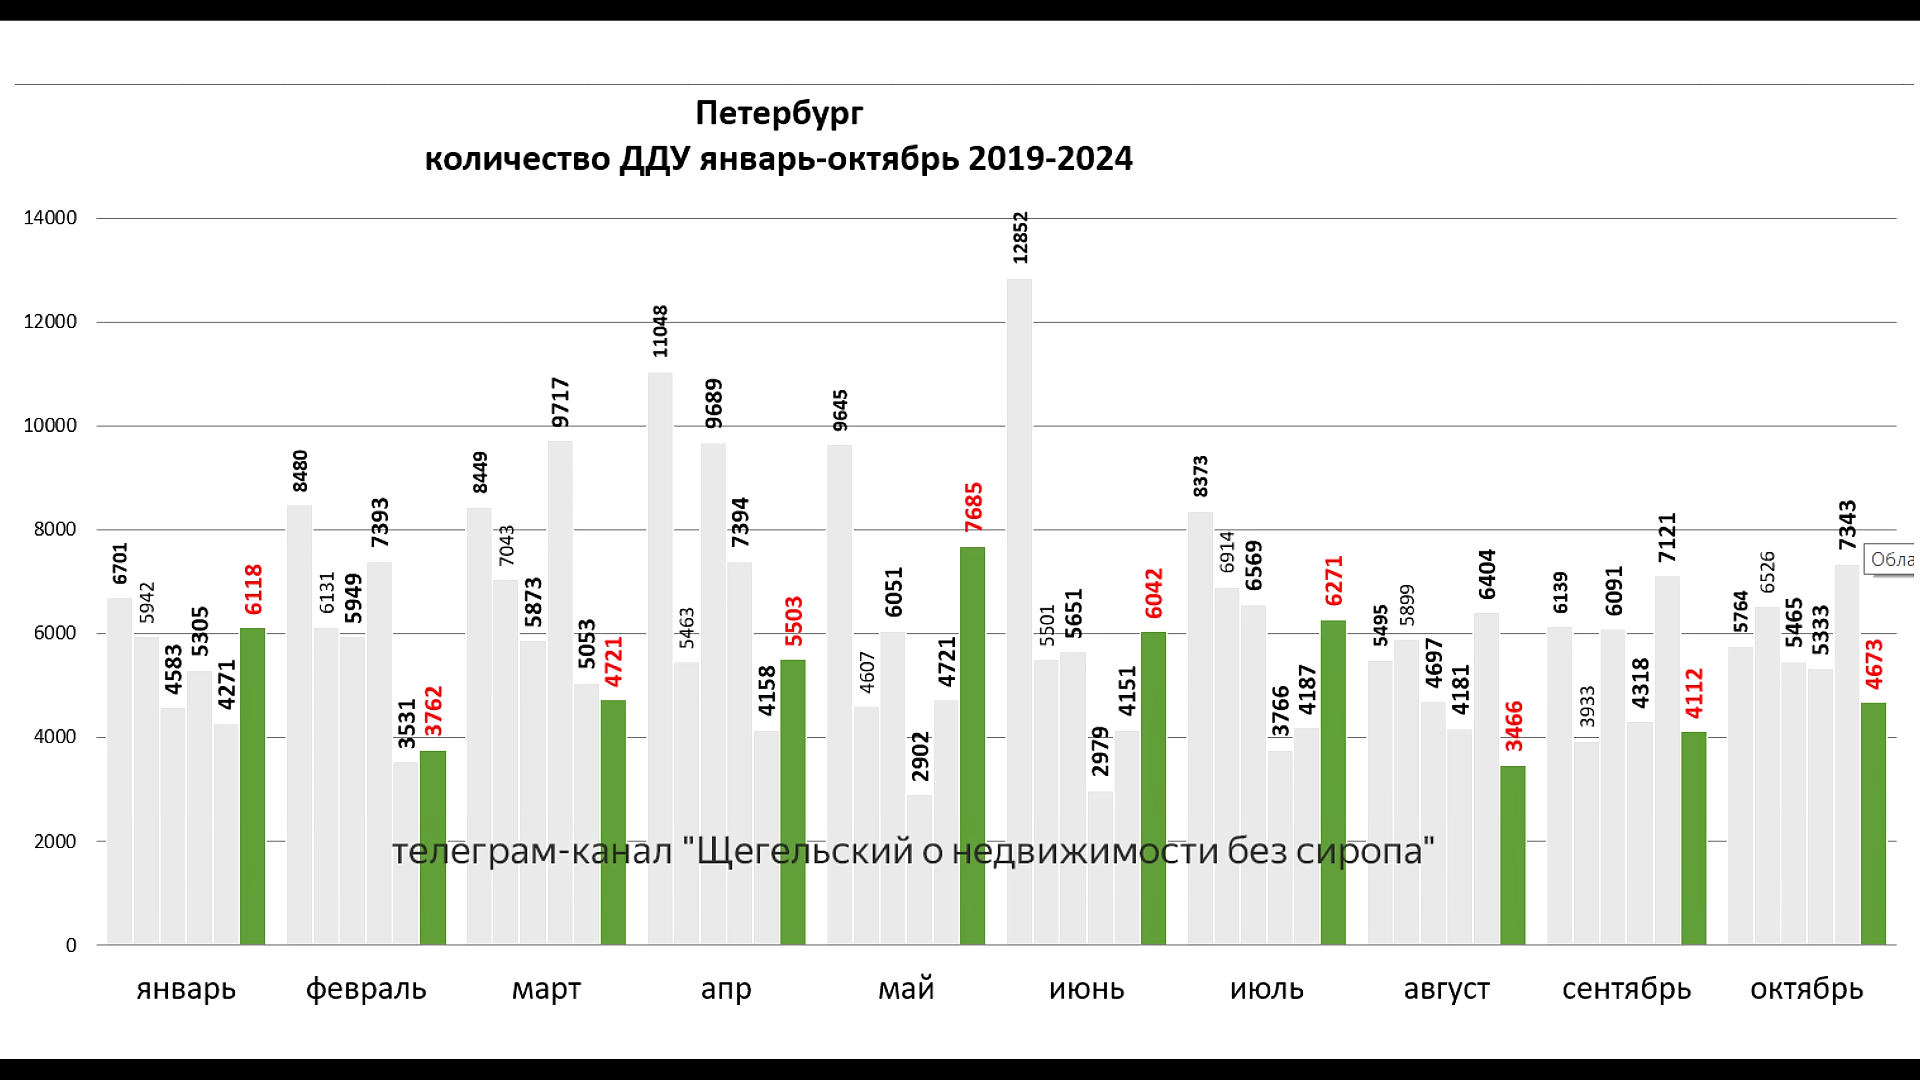 Петербург
количество ДДУ январь-октябрь 2019-2024
14000
12000
10000
8000
6000
4000
2000
0
6701 5942 4583 5305 4271 6118
8480 6131 5949 7393 3531 3762
8449 7043 5873 9717 5053 4721
11048 5463 9689 7394 4158 5503
9645 4607 6051 2902 4721 7685
12852 5501 5651 2979 4151 6042
8373 6914 6569 3766 4187 6271
5495 5899 4697 4181 6404 3466
6139 3933 6091 4318 7121 4112
5764 6526 5465 5333 7343 4673
Обла
телеграм-канал "Щегельский о недвижимости без сиропа"
январь февраль март апр май июнь июль август сентябрь октябрь